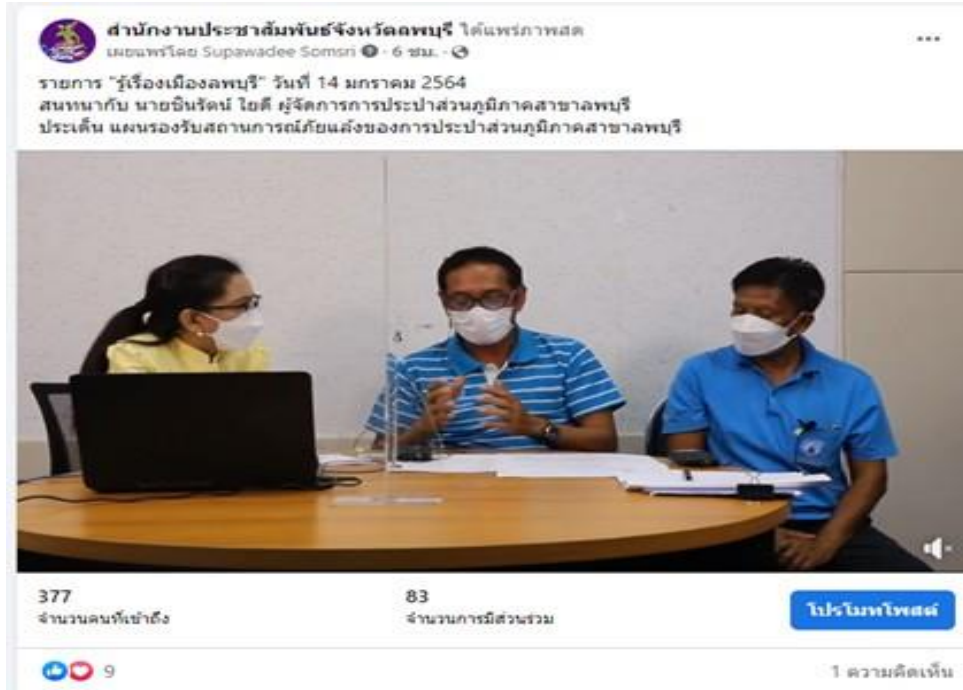 สำนักงานประชาสัมพันธ์จังหวัดลพบุรี ได้แพร่ภาพสด
เผยแพร่โดย Supawadee Somsri · 6 ชม. ·
รายการ "รู้เรื่องเมืองลพบุรี" วันที่ 14 มกราคม 2564
สนทนากับ นายชินรัตน์ ใยดี ผู้จัดการการประปาส่วนภูมิภาคสาขาลพบุรี
ประเด็น แผนรองรับสถานการณ์ภัยแล้งของการประปาส่วนภูมิภาคสาขาลพบุรี
377
จำนวนคนที่เข้าถึง
83
จำนวนการมีส่วนร่วม
โปรโมทโพสต์
9
1 ความคิดเห็น